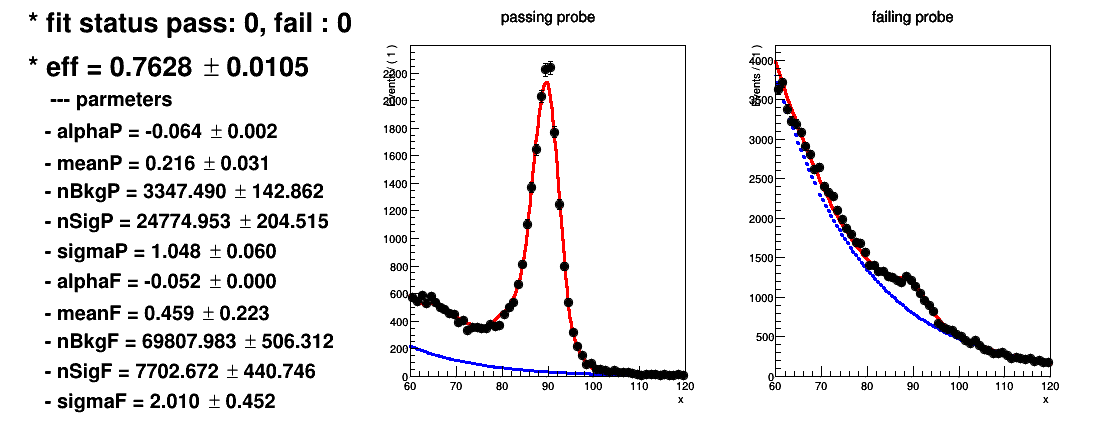 * fit status pass: 0, fail : 0
* eff = 0.7628 ± 0.0105
--- parmeters
- alphaP = -0.064 ± 0.002
- meanP = 0.216 ± 0.031
- nBkgP = 3347.490 ± 142.862
- nSigP = 24774.953 ± 204.515
- sigmaP = 1.048 ± 0.060
- alphaF = -0.052 ± 0.000
- meanF = 0.459 ± 0.223
- nBkgF = 69807.983 ± 506.312
- nSigF = 7702.672 ± 440.746
- sigmaF = 2.010 ± 0.452
passing probe
Events / ( 1 )
2200
2000
1800
1600
1400
1200
1000
800
600
400
200
0
60 70 80 90 100 110 120
x
failing probe
Events / ( 1 )
4000
3500
3000
2500
2000
1500
1000
500
0
60 70 80 90 100 110 120
x